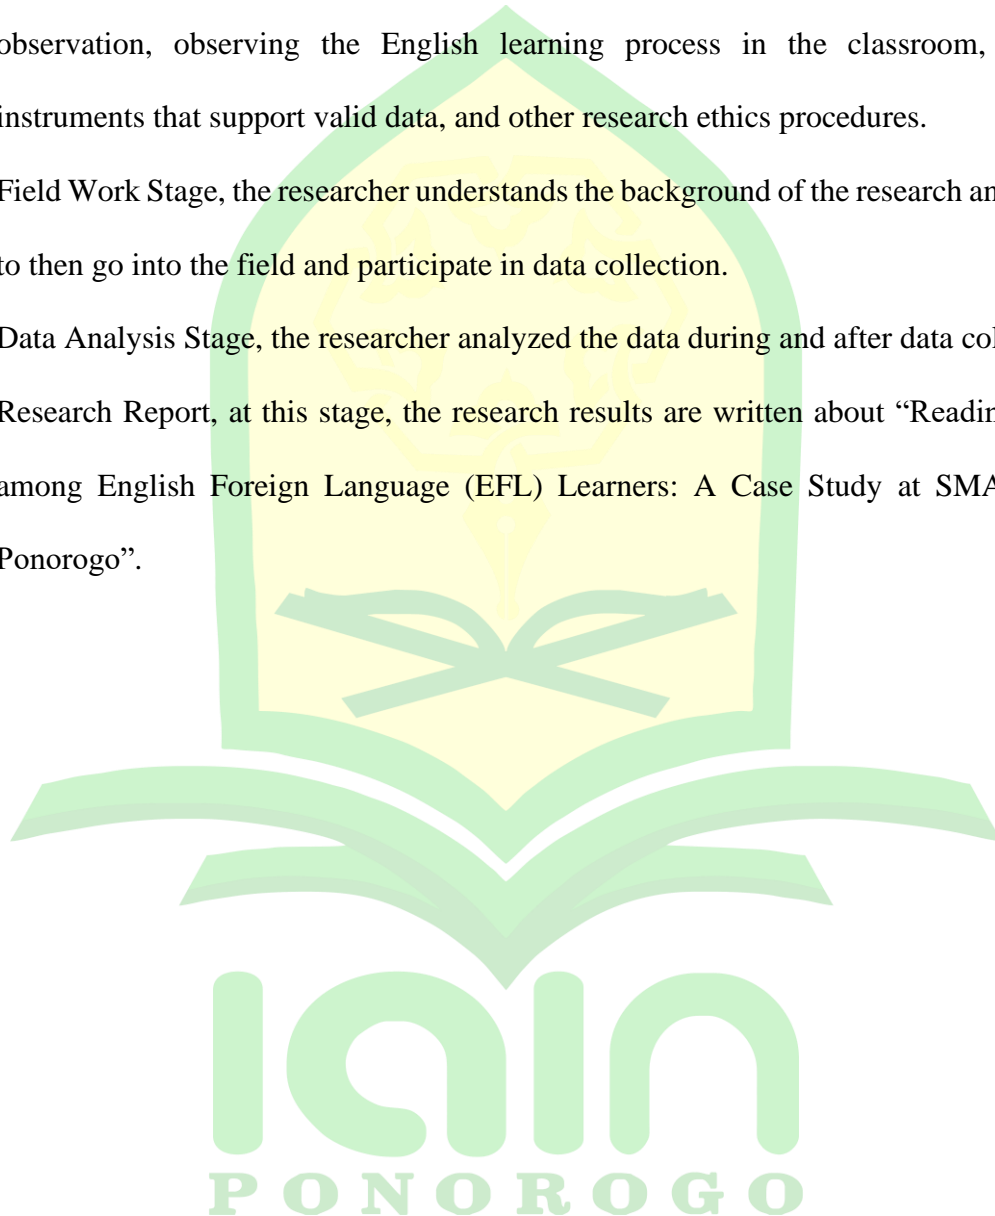 observation, observing the English learning process in the classroom,
instruments that support valid data, and other research ethics procedures.
Field Work Stage, the researcher understands the background of the research
to then go into the field and participate in data collection.
Data Analysis Stage, the researcher analyzed the data during and after data
Research Report, at this stage, the research results are written about “
among English Foreign Language (EFL) Learners: A Case Study at SMA
Ponorogo”.
iain
PONOROGO